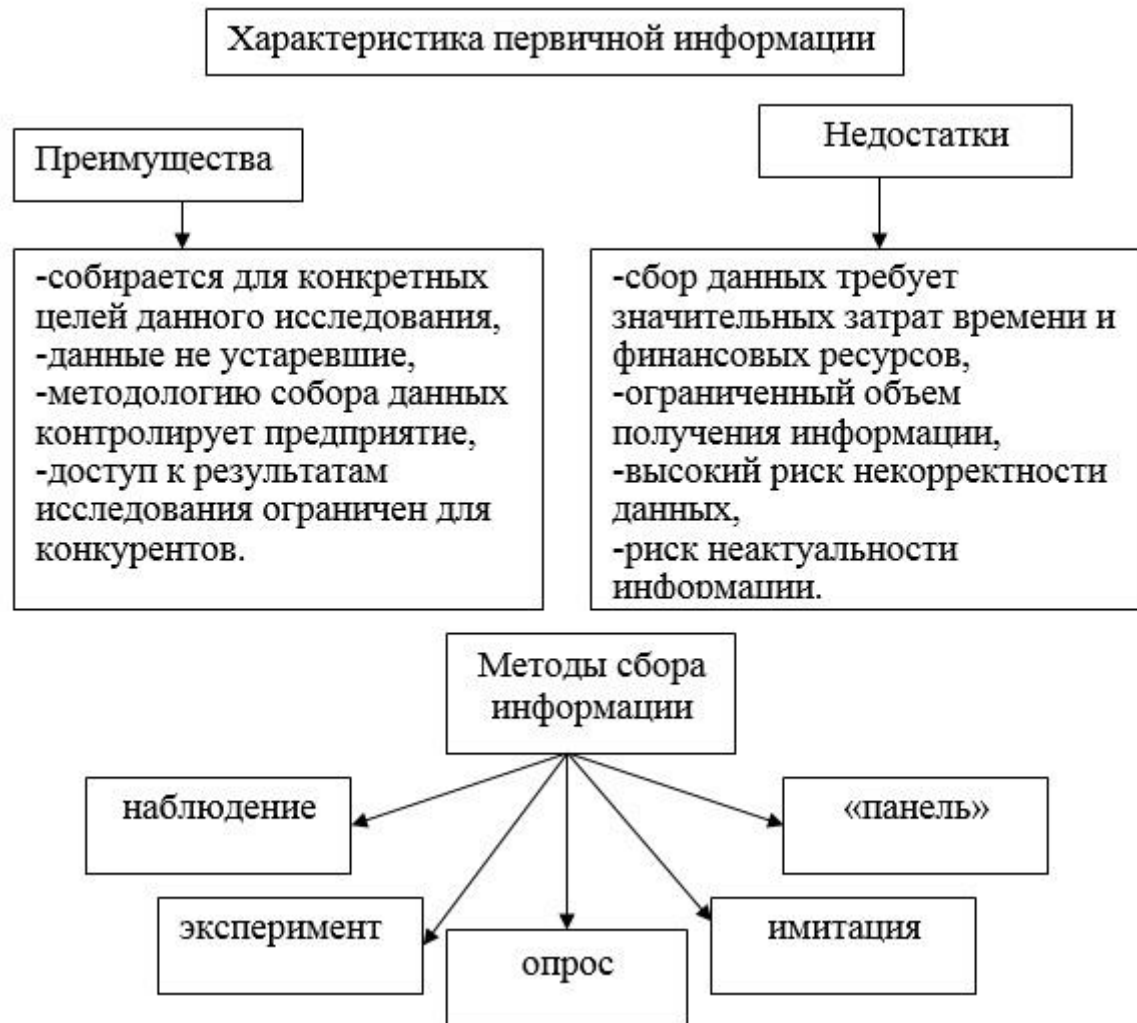 Характеристика первичной информации
Преимущества
Недостатки
-собирается для конкретных
целей данного исследования,
-данные не устаревшие,
-методологию собора данных
контролирует предприятие,
-доступ к результатам
исследования ограничен для
конкурентов.
-сбор данных требует
значительных затрат времени и
финансовых ресурсов,
-ограниченный объем
получения информации,
-высокий риск некорректности
данных,
-риск неактуальности
информации.
Методы сбора
информации
наблюдение
«панель»
эксперимент
опрос
имитация